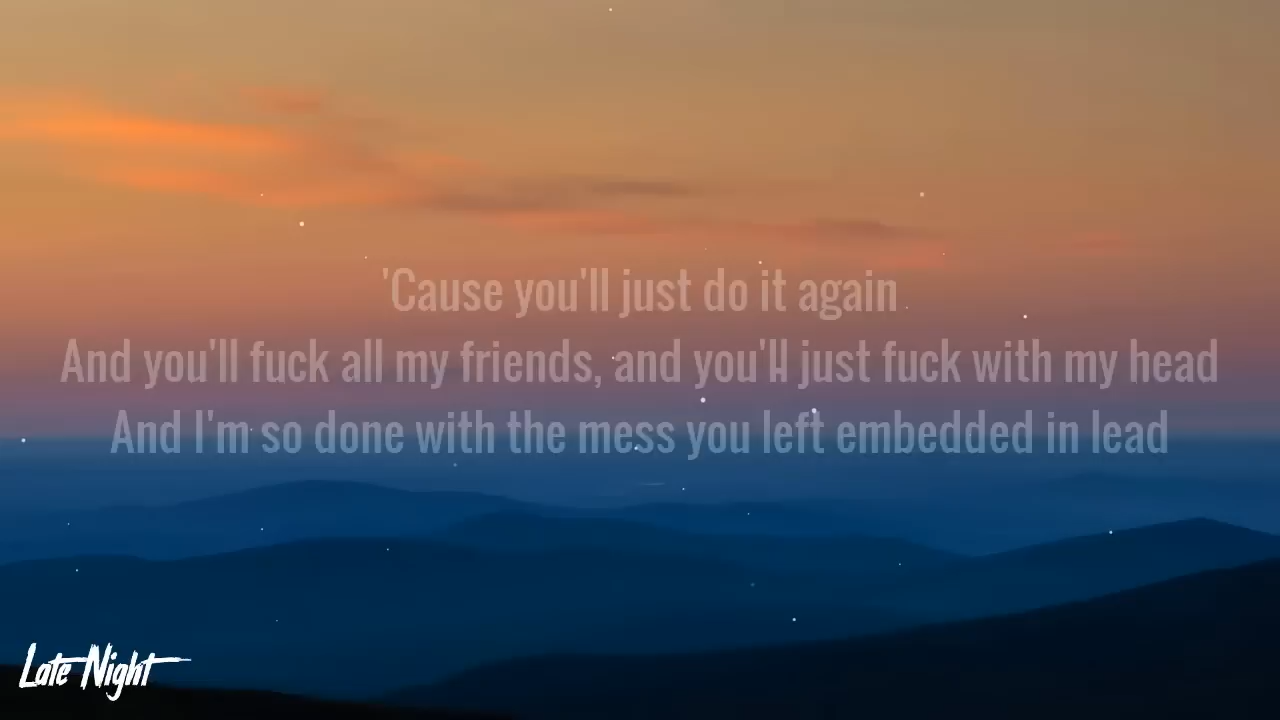 'Cause you'll just do it again
And you'll fuck all my friends, and you'll just fuck with my head
And I'm so done with the mess you left embedded in lead
Late Night